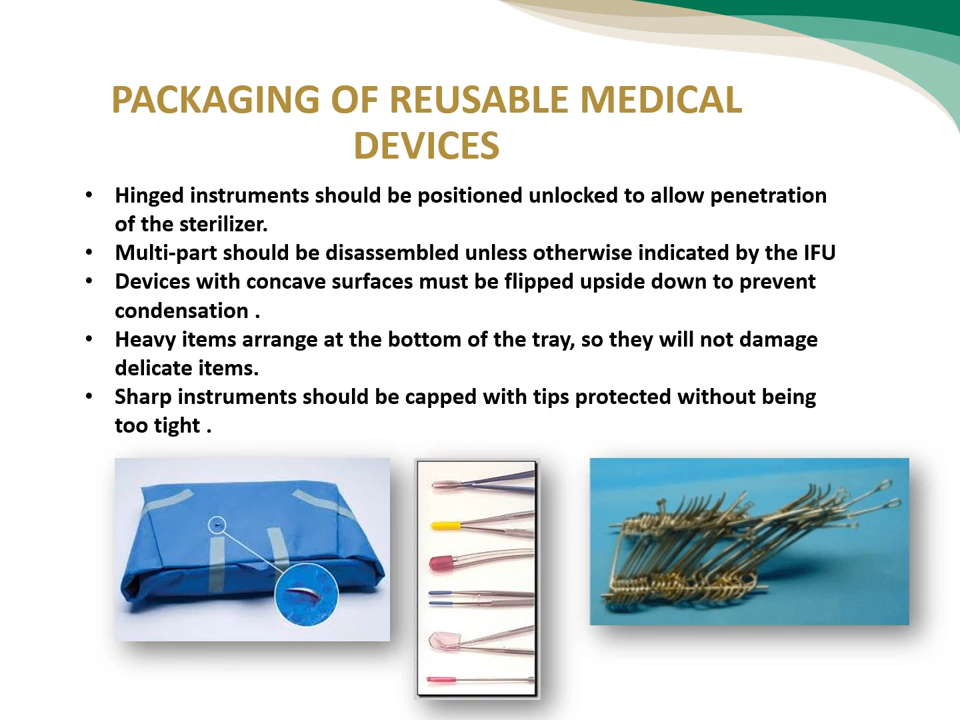 PACKAGING OF REUSABLE MEDICAL
DEVICES
• Hinged instruments should be positioned unlocked to allow penetration
of the sterilizer.
• Multi-part should be disassembled unless otherwise indicated by the IFU
• Devices with concave surfaces must be flipped upside down to prevent
condensation .
• Heavy items arrange at the bottom of the tray, so they will not damage
delicate items.
• Sharp instruments should be capped with tips protected without being
too tight .